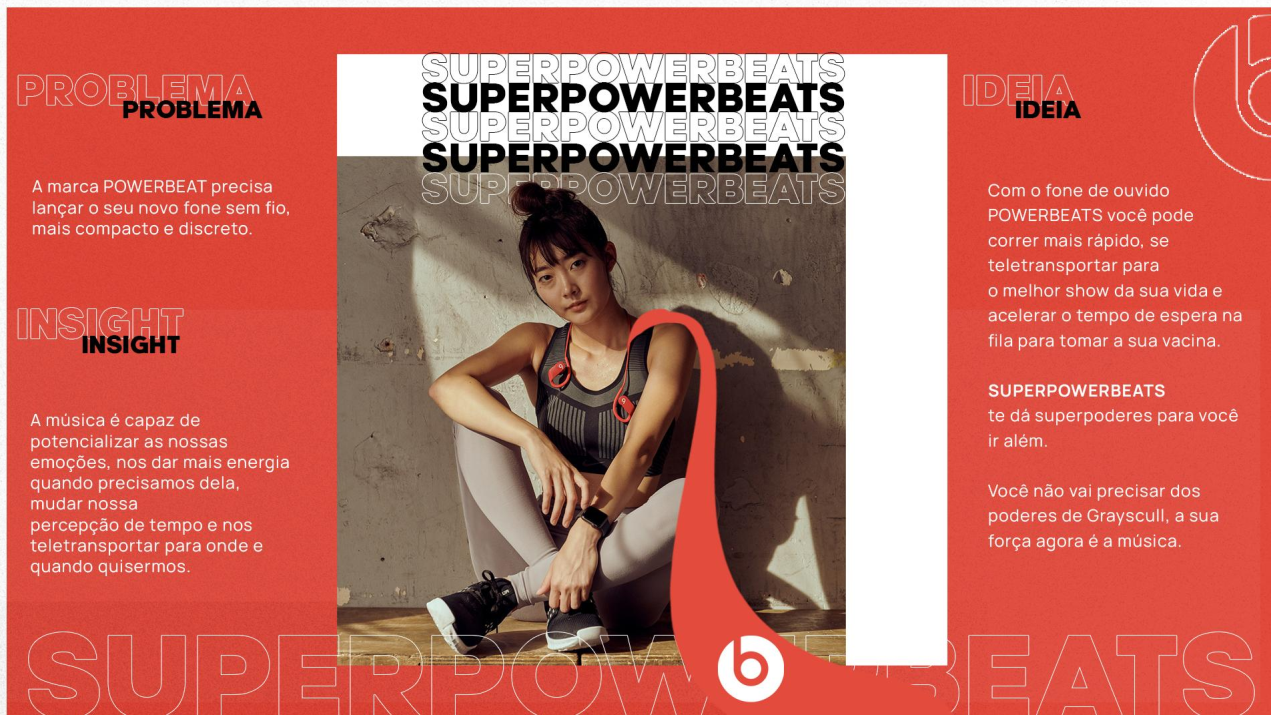 PROBLEMA
PROBLEMA
A marca POWERBEAT precisa
lançar o seu novo fone sem fio,
mais compacto e discreto.
INSIGHT
INSIGHT
A música é capaz de
potencializar as nossas
emoções, nos dar mais energia
quando precisamos dela,
mudar nossa
percepção de tempo e nos
teletransportar para onde e
quando quisermos.
SUPERPOWERBEATS
SUPERPOWERBEATS
SUPERPOWERBEATS
SUPERPOWERBEATS
SUPERPOWERBEATS
IDEIA
IDEIA
Com o fone de ouvido
POWERBEATS você pode
correr mais rápido, se
teletransportar para
o melhor show da sua vida e
acelerar o tempo de espera na
fila para tomar a sua vacina.
SUPERPOWERBEATS
te dá superpoderes para você
ir além.
Você não vai precisar dos
poderes de Grayscull, a sua
força agora é a música.
SUPERPOWERBEATS
b
b